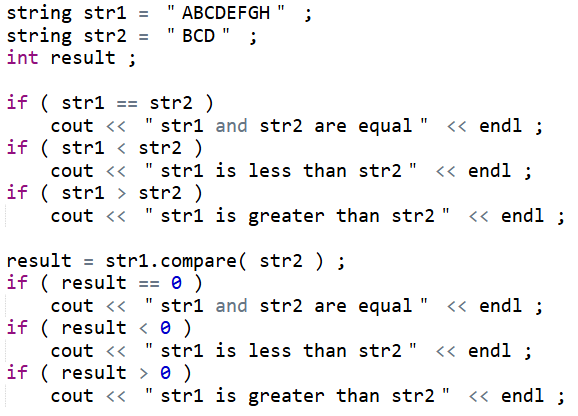 string str1 =  " ABCDEFGH "  ;
string str2 =  " BCD "  ;
int result ;

if ( str1 == str2 )
    cout <<  " str1 and str2 are equal "  << endl ;
if ( str1 < str2 )
    cout <<  " str1 is less than str2 "  << endl ;
if ( str1 > str2 )
    cout <<  " str1 is greater than str2 "  << endl ;

result = str1.compare( str2 ) ;
if ( result == 0 )
    cout <<  " str1 and str2 are equal "  << endl ;
if ( result < 0 )
    cout <<  " str1 is less than str2 "  << endl ;
if ( result > 0 )
    cout <<  " str1 is greater than str2 "  << endl ;